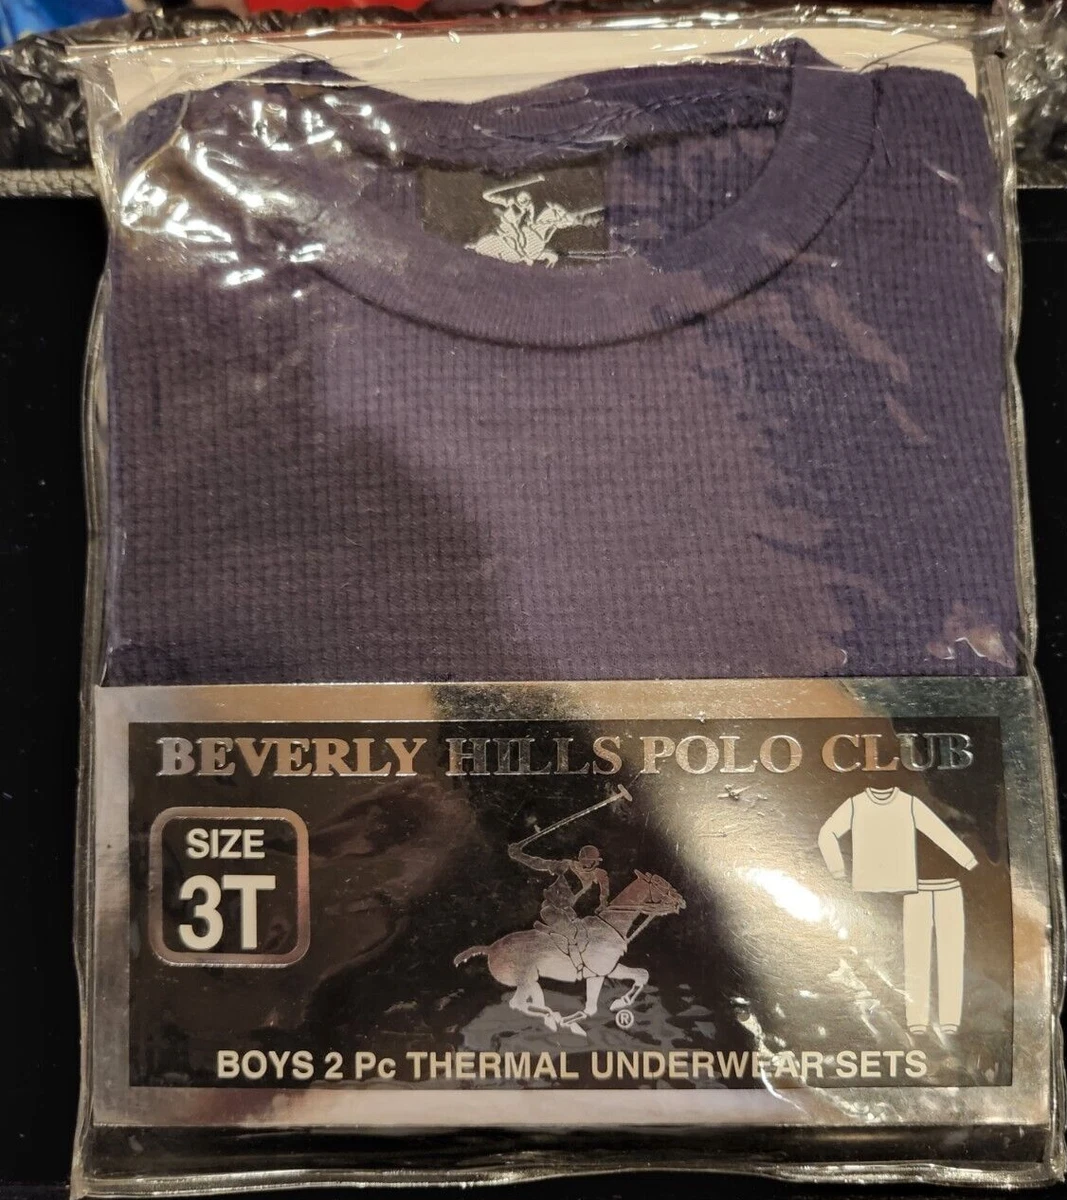 BEVERLY HILLS POLO CLUB
SIZE
3T
®
BOYS 2 Pc THERMAL UNDERWEAR SETS